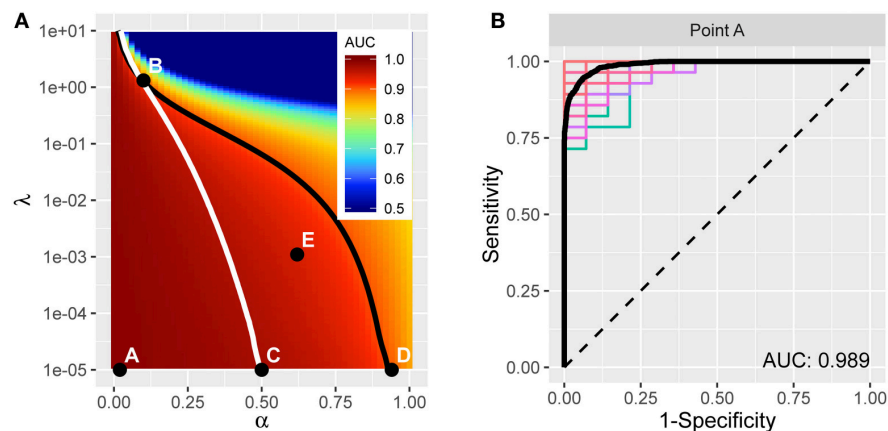 A
λ
1e+01
1e+00
1e-01
1e-02
1e-03
1e-04
1e-05
AUC
1.0
0.9
0.8
0.7
0.6
0.5
B
E
A
C
D
0.00
0.25
0.50
0.75
1.00
α
B
Point A
Sensitivity
1.00
0.75
0.50
0.25
0.00
AUC: 0.989
0.00
0.25
0.50
0.75
1.00
1-Specificity